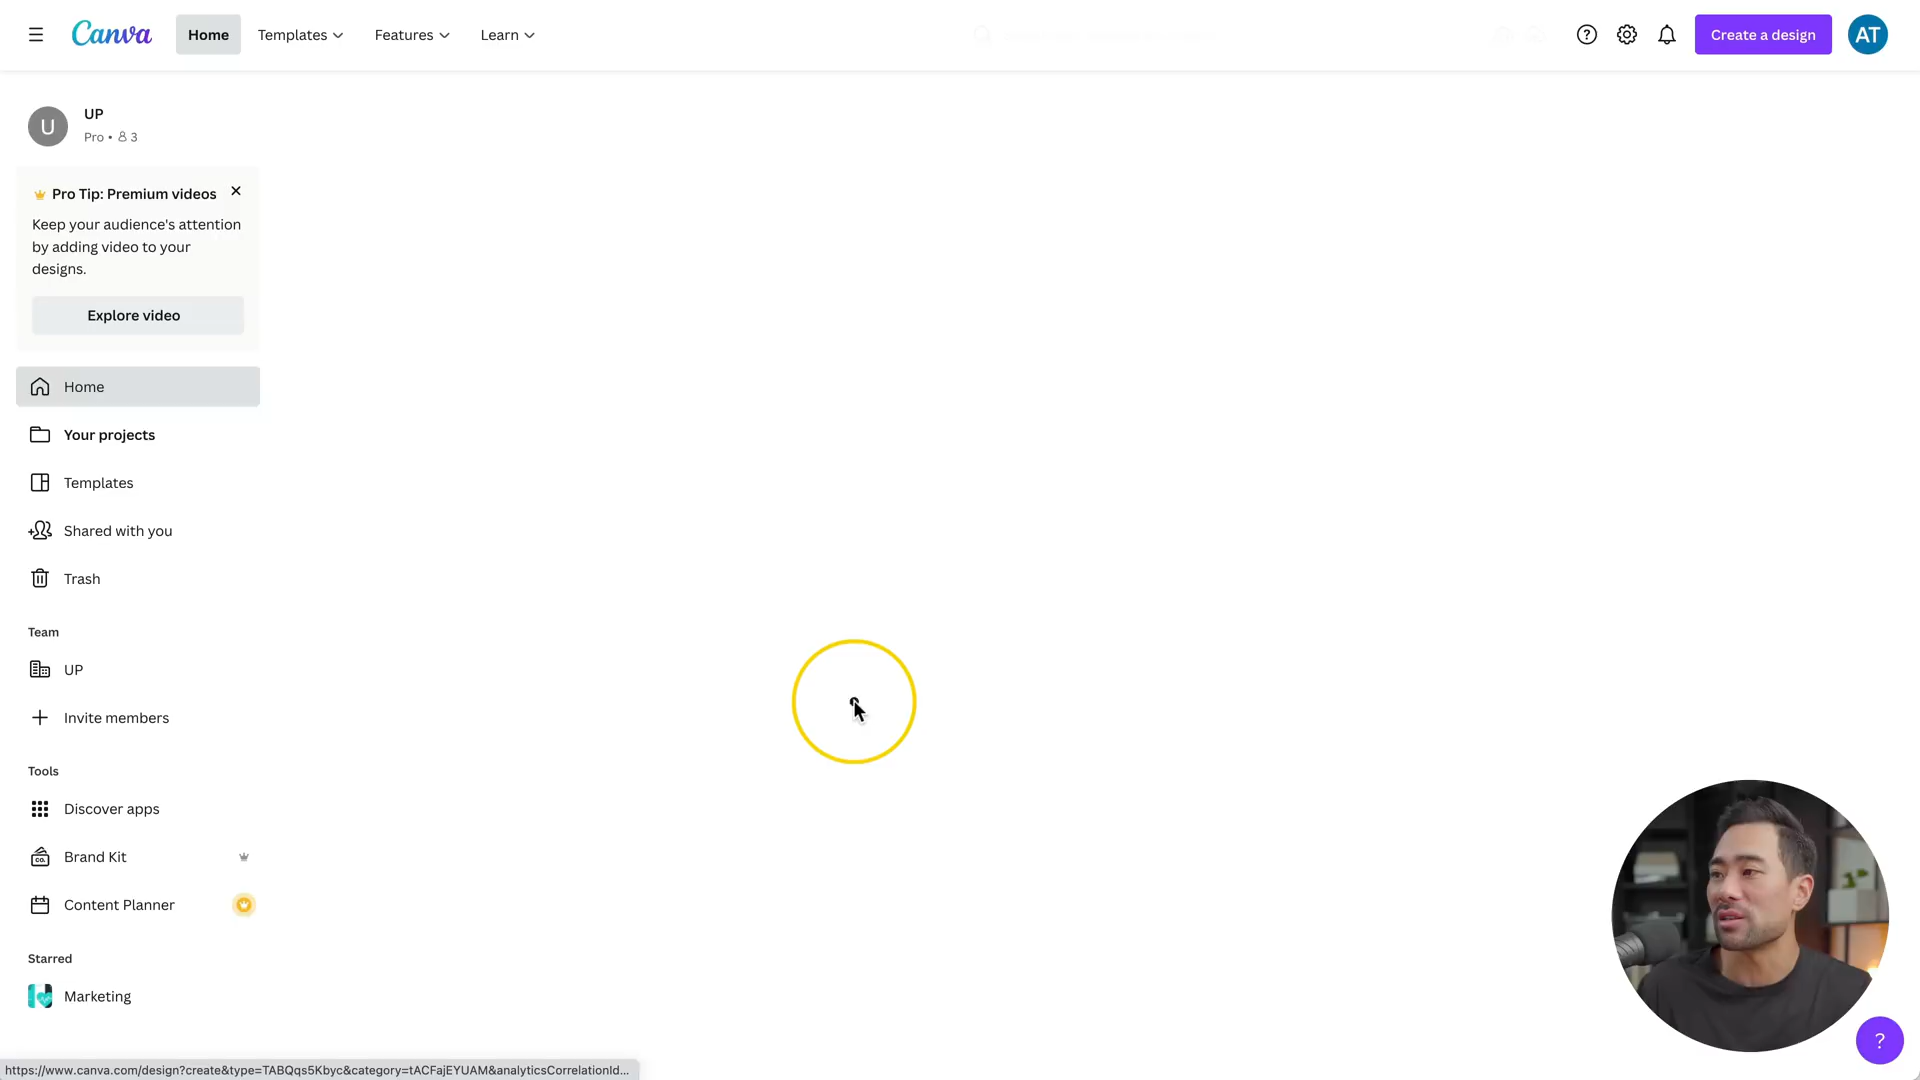 Canva
Home
Templates
Features
Learn
Create a design
AT
U
UP
Pro • 3
Pro Tip: Premium videos
Keep your audience's attention
by adding video to your
designs.
Explore video
Home
Your projects
Templates
Shared with you
Trash
Team
UP
Invite members
Tools
Discover apps
CO.
Brand Kit
Content Planner
Starred
Marketing
?
https://www.canva.com/design?create&type=TABQqs5Kbyc&category=tACFajEYUAM&analyticsCorrelationId...